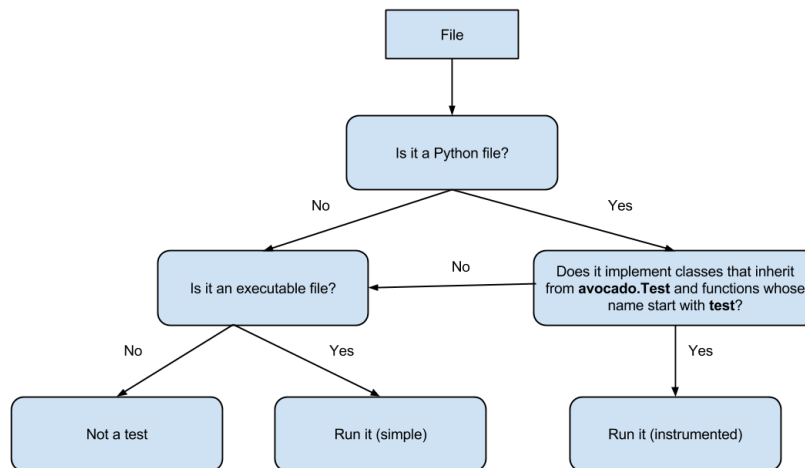 File
Is it a Python file?
No
Yes
Is it an executable file?
No
Does it implement classes that inherit
from avocado.Test and functions whose
name start with test?
No
Yes
Yes
Not a test
Run it (simple)
Run it (instrumented)